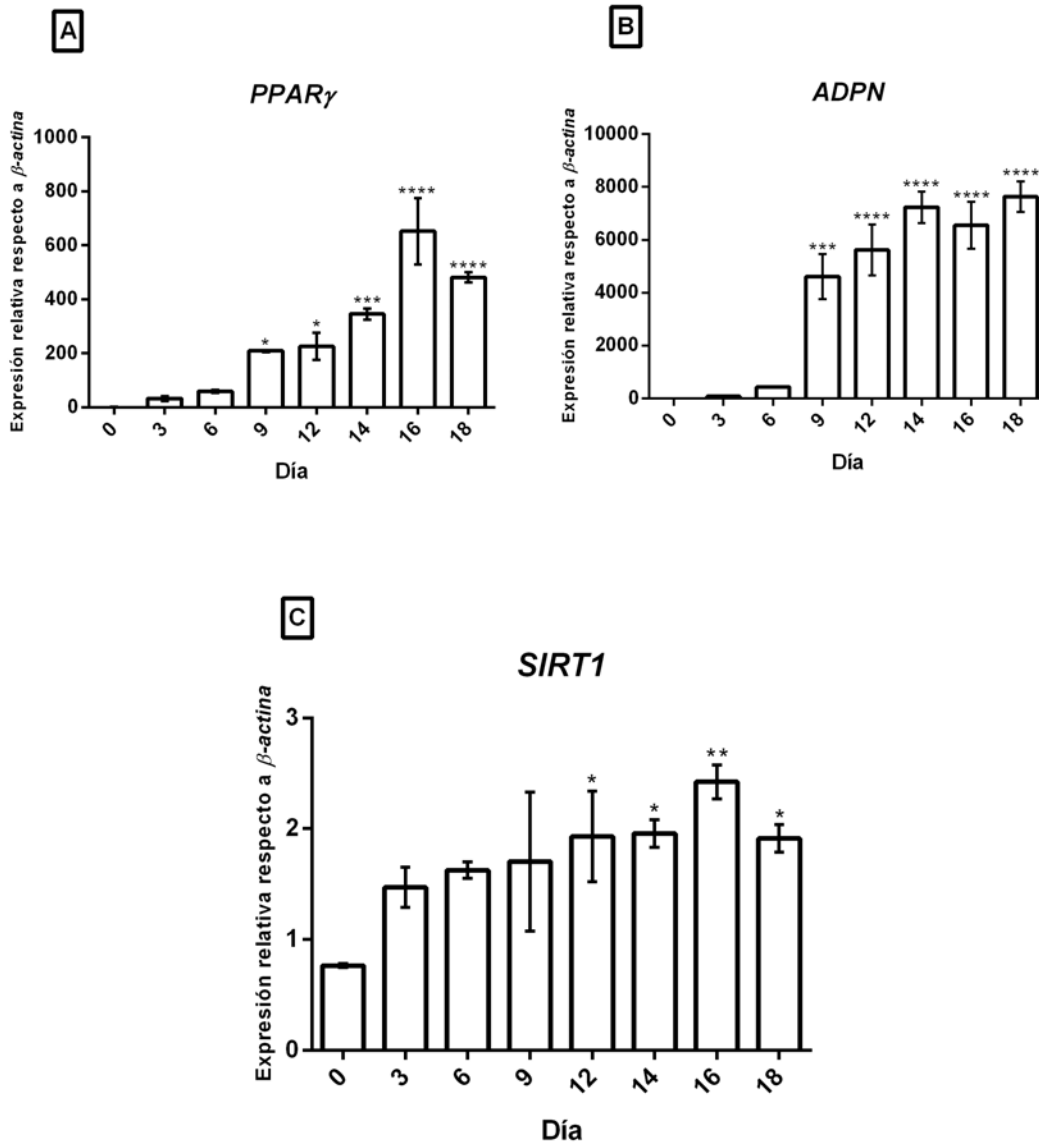 A
PPARγ
Expresión relativa respecto a β-actina
1000
800
600
400
200
0
* * *** **** ****
0 3 6 9 12 14 16 18
Día
B
ADPN
Expresión relativa respecto a β-actina
10000
8000
6000
4000
2000
0
*** **** **** **** ****
0 3 6 9 12 14 16 18
Día
C
SIRT1
Expresión relativa respecto a β-actina
3
2
1
0
* * ** *
0 3 6 9 12 14 16 18
Día